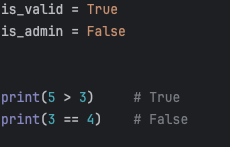 is_valid = True
is_admin = False
print(5 > 3)     # True
print(3 == 4)    # False